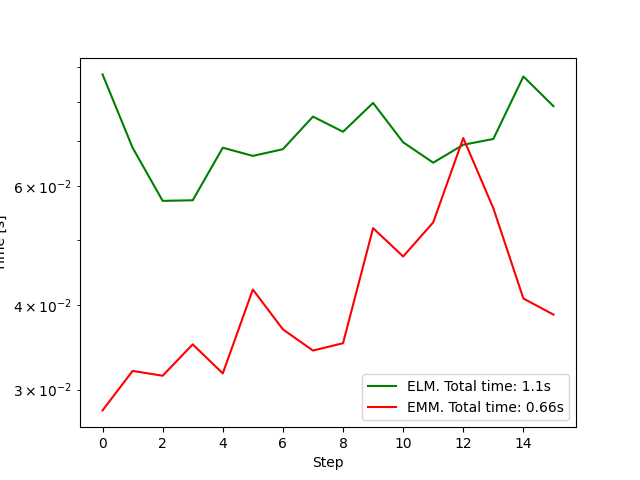 6 × 10⁻²
4 × 10⁻²
3 × 10⁻²
0 2 4 6 8 10 12 14
Step
ELM. Total time: 1.1s
EMM. Total time: 0.66s